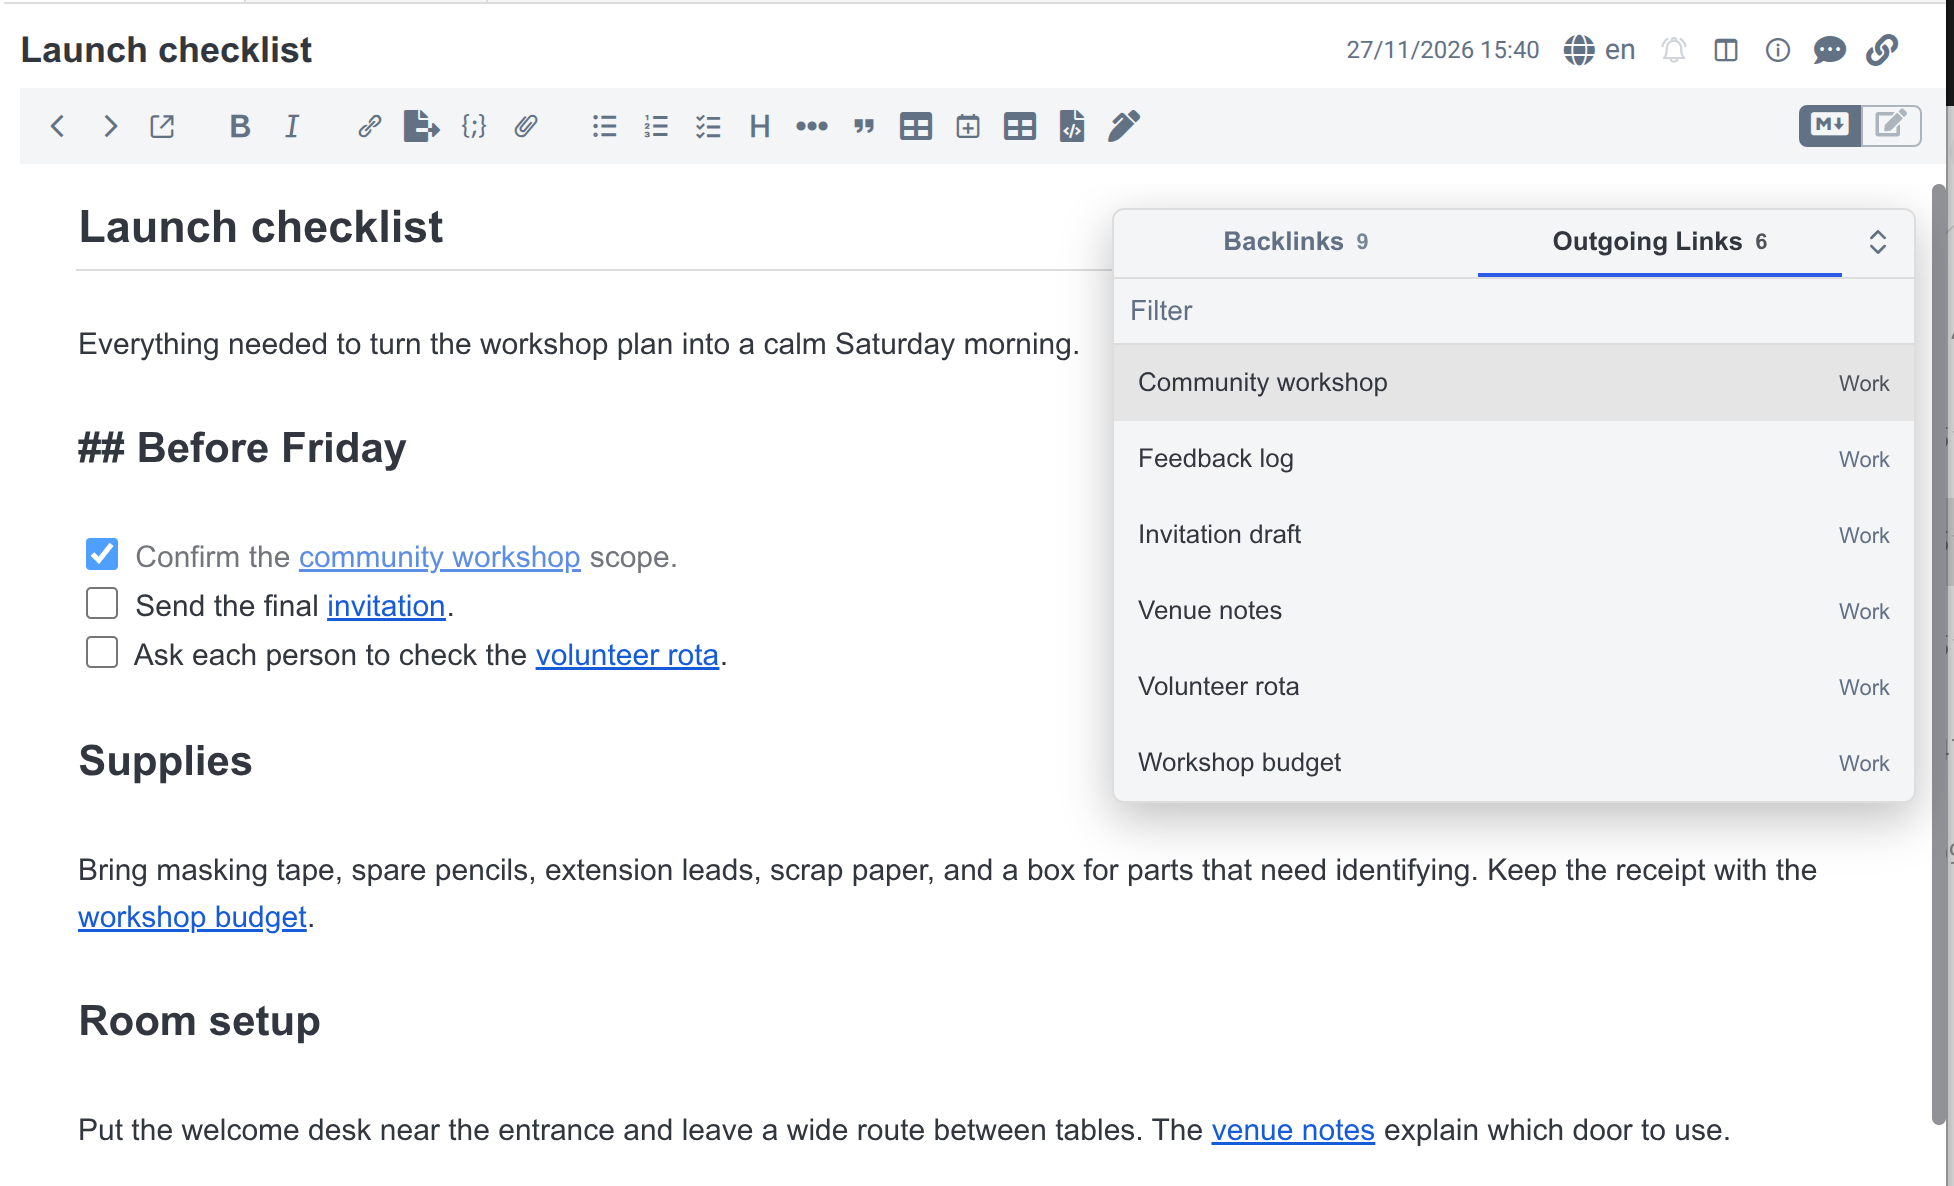 Launch checklist
27/11/2026 15:40 en
B I {;} H
M
Launch checklist
Everything needed to turn the workshop plan into a calm Saturday morning.
## Before Friday
Confirm the community workshop scope.
Send the final invitation.
Ask each person to check the volunteer rota.
Supplies
Bring masking tape, spare pencils, extension leads, scrap paper, and a box for parts that need identifying. Keep the receipt with the
workshop budget.
Room setup
Put the welcome desk near the entrance and leave a wide route between tables. The venue notes explain which door to use.
Backlinks 9 Outgoing Links 6
Filter
Community workshop Work
Feedback log Work
Invitation draft Work
Venue notes Work
Volunteer rota Work
Workshop budget Work